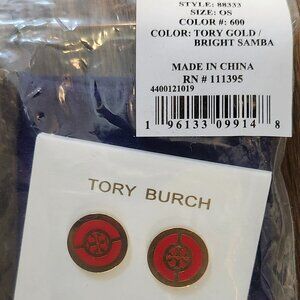 STYLE: 88333
SIZE: OS
COLOR #: 600
COLOR: TORY GOLD /
BRIGHT SAMBA
MADE IN CHINA
RN # 111395
4400121019
1 96133 09914 8
TORY BURCH